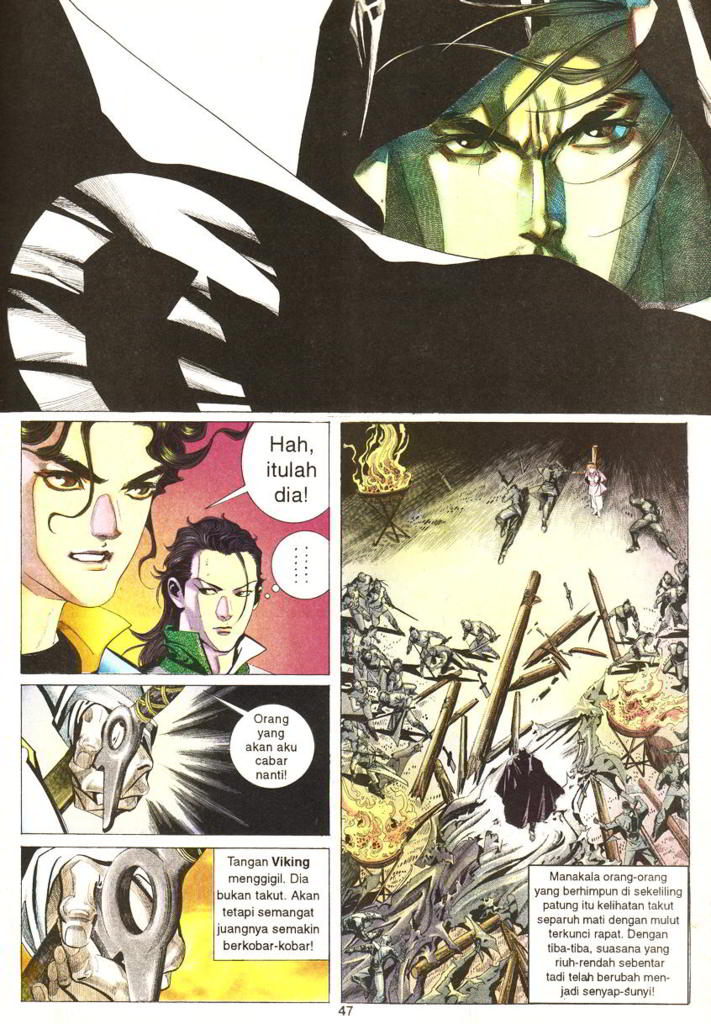 Hah,
itulah
dia!
......
Orang
yang
akan aku
cabar
nanti!
Tangan Viking
menggigil. Dia
bukan takut. Akan
tetapi semangat
juangnya semakin
berkobar-kobar!
Manakala orang-orang
yang berhimpun di sekeliling
patung itu kelihatan takut
separuh mati dengan mulut
terkunci rapat. Dengan
tiba-tiba, suasana yang
riuh-rendah sebentar
tadi telah berubah men-
jadi senyap-sunyi!
47